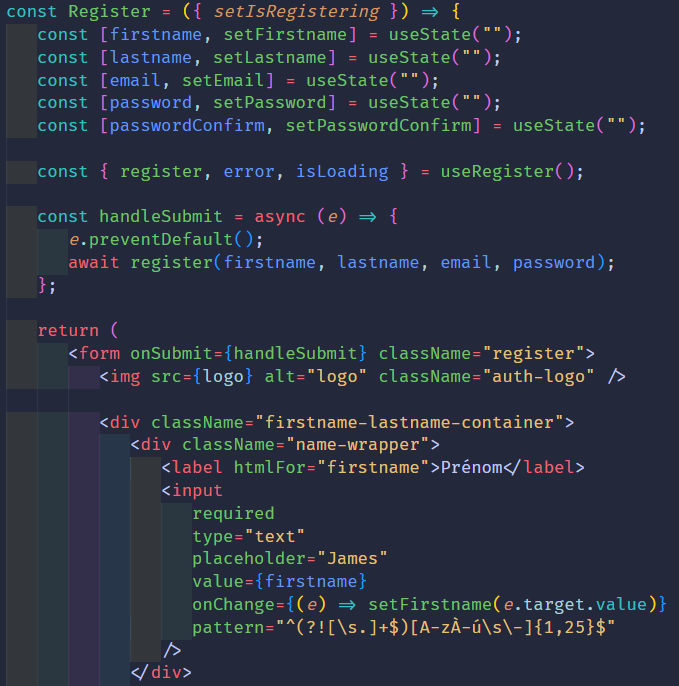 const Register = ({ setIsRegistering }) => {
    const [firstname, setFirstname] = useState("");
    const [lastname, setLastname] = useState("");
    const [email, setEmail] = useState("");
    const [password, setPassword] = useState("");
    const [passwordConfirm, setPasswordConfirm] = useState("");

    const { register, error, isLoading } = useRegister();

    const handleSubmit = async (e) => {
        e.preventDefault();
        await register(firstname, lastname, email, password);
    };

    return (
        <form onSubmit={handleSubmit} className="register">
            <img src={logo} alt="logo" className="auth-logo" />

            <div className="firstname-lastname-container">
                <div className="name-wrapper">
                    <label htmlFor="firstname">Prénom</label>
                    <input
                        required
                        type="text"
                        placeholder="James"
                        value={firstname}
                        onChange={(e) => setFirstname(e.target.value)}
                        pattern="^(?![\s.]+$)[A-zÀ-ú\s\-]{1,25}$"
                    />
                </div>